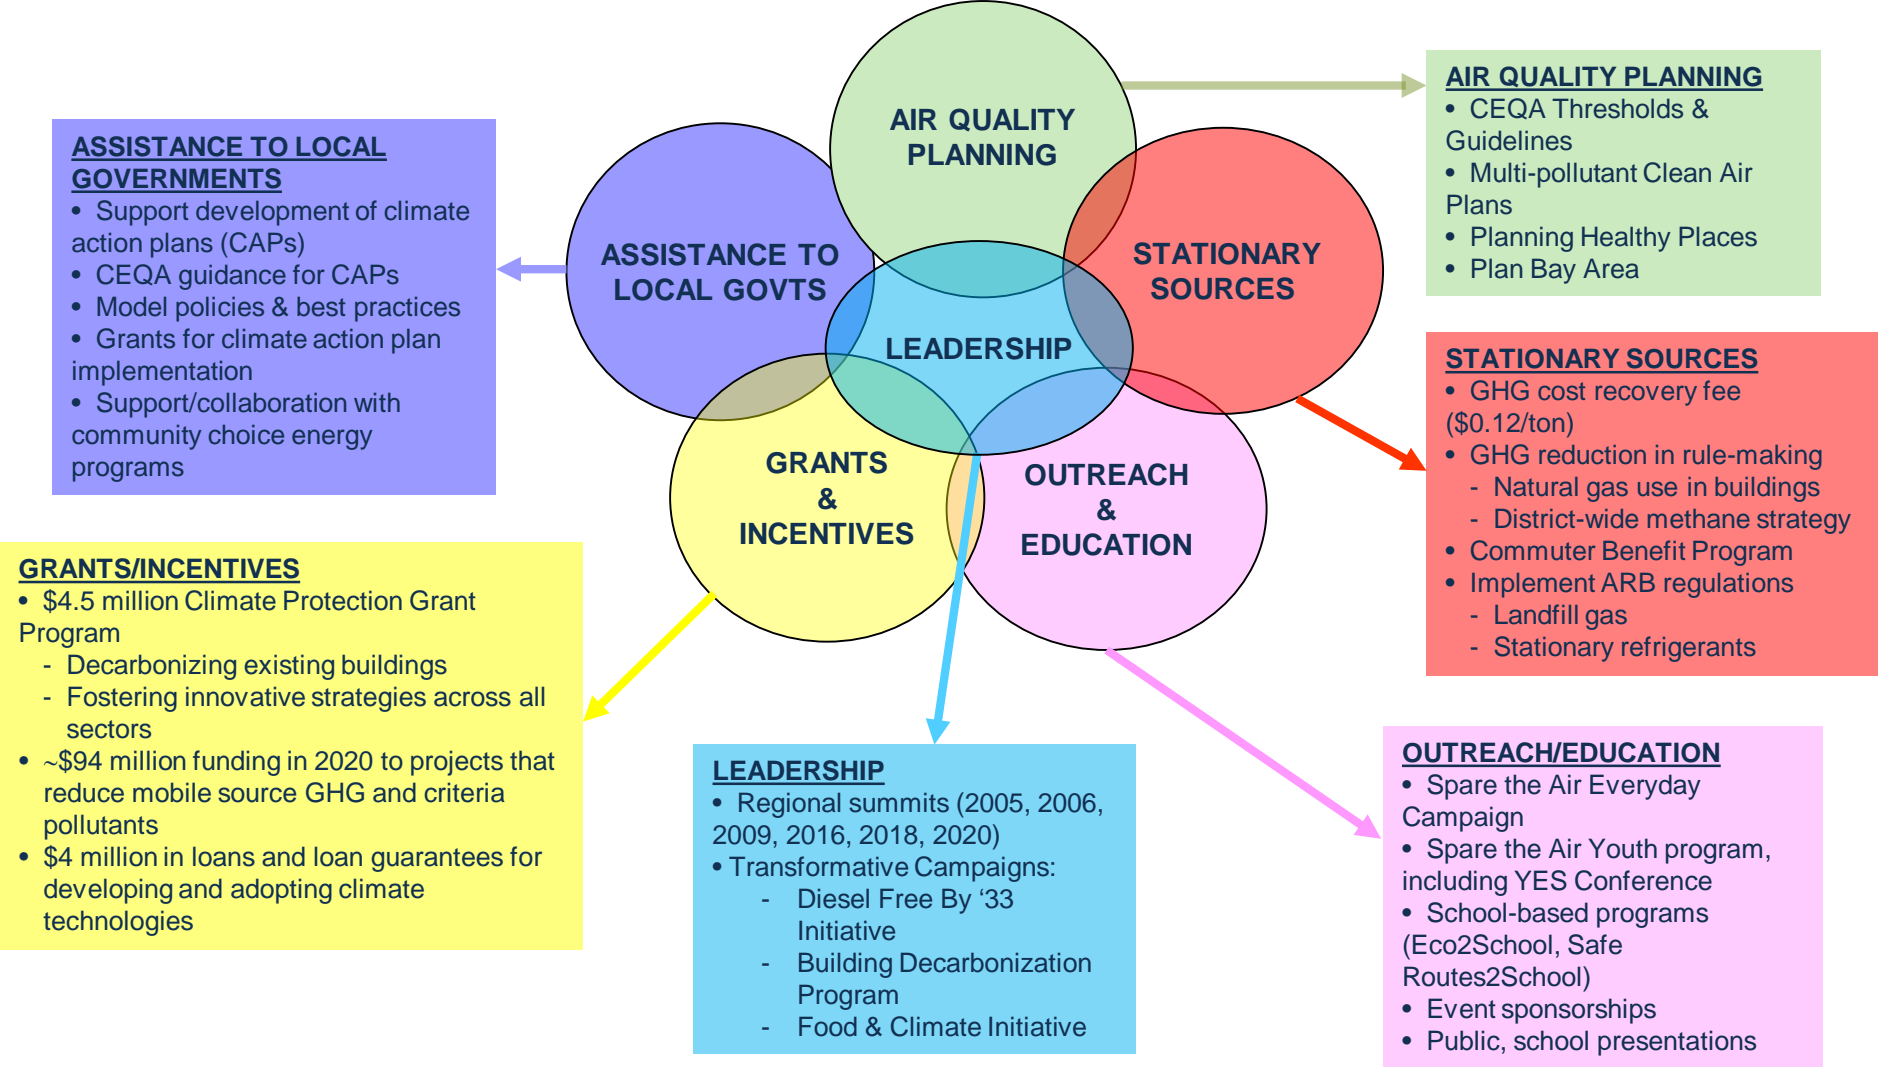 AIR QUALITY
PLANNING
ASSISTANCE TO
LOCAL GOVTS
STATIONARY
SOURCES
LEADERSHIP
GRANTS
&
INCENTIVES
OUTREACH
&
EDUCATION
ASSISTANCE TO LOCAL
GOVERNMENTS
• Support development of climate
action plans (CAPs)
• CEQA guidance for CAPs
• Model policies & best practices
• Grants for climate action plan
implementation
• Support/collaboration with
community choice energy
programs
AIR QUALITY PLANNING
• CEQA Thresholds &
Guidelines
• Multi-pollutant Clean Air
Plans
• Planning Healthy Places
• Plan Bay Area
STATIONARY SOURCES
• GHG cost recovery fee
($0.12/ton)
• GHG reduction in rule-making
- Natural gas use in buildings
- District-wide methane strategy
• Commuter Benefit Program
• Implement ARB regulations
- Landfill gas
- Stationary refrigerants
GRANTS/INCENTIVES
• $4.5 million Climate Protection Grant
Program
- Decarbonizing existing buildings
- Fostering innovative strategies across all
sectors
• ~$94 million funding in 2020 to projects that
reduce mobile source GHG and criteria
pollutants
• $4 million in loans and loan guarantees for
developing and adopting climate
technologies
LEADERSHIP
• Regional summits (2005, 2006,
2009, 2016, 2018, 2020)
• Transformative Campaigns:
- Diesel Free By ‘33
Initiative
- Building Decarbonization
Program
- Food & Climate Initiative
OUTREACH/EDUCATION
• Spare the Air Everyday
Campaign
• Spare the Air Youth program,
including YES Conference
• School-based programs
(Eco2School, Safe
Routes2School)
• Event sponsorships
• Public, school presentations